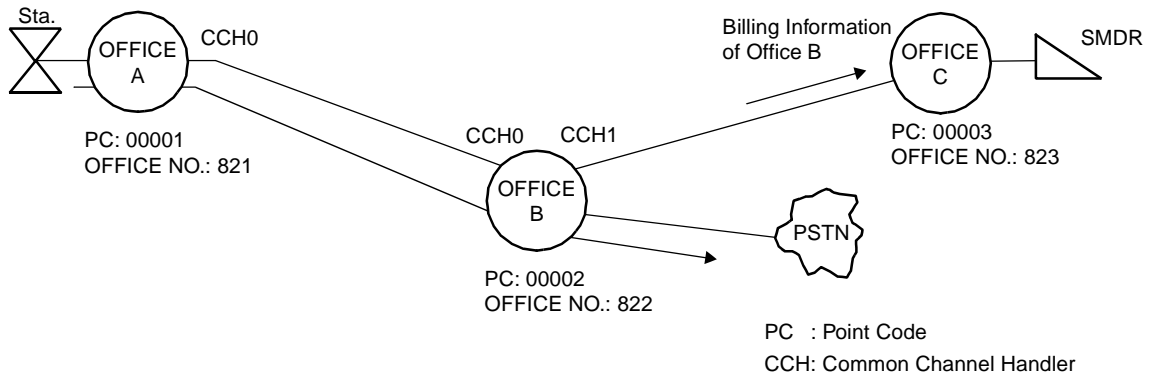 Sta.
OFFICE
A
CCH0
PC: 00001
OFFICE NO.: 821
CCH0
CCH1
OFFICE
B
PC: 00002
OFFICE NO.: 822
Billing Information
of Office B
OFFICE
C
SMDR
PC: 00003
OFFICE NO.: 823
PSTN
PC : Point Code
CCH: Common Channel Handler